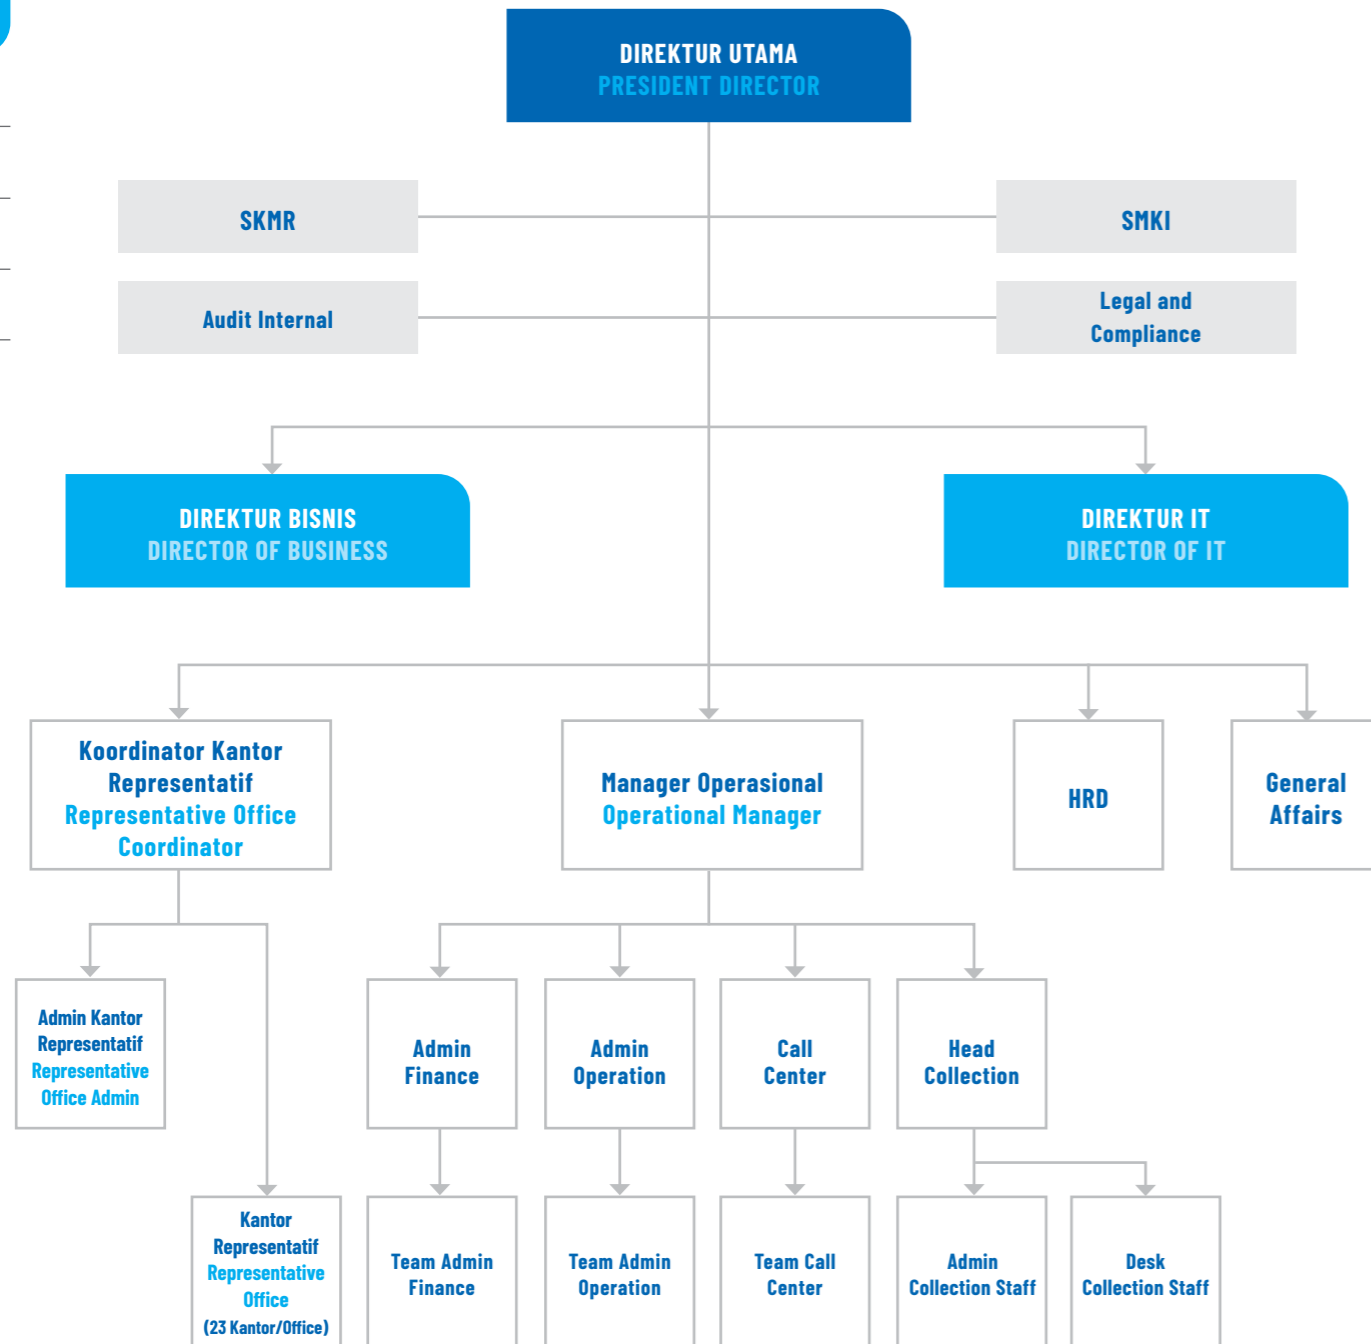 DIREKTUR UTAMA
PRESIDENT DIRECTOR
SKMR
SMKI
Audit Internal
Legal and
Compliance
DIREKTUR BISNIS
DIRECTOR OF BUSINESS
DIREKTUR IT
DIRECTOR OF IT
Koordinator Kantor
Representatif
Representative Office
Coordinator
Manager Operasional
Operational Manager
HRD
General
Affairs
Admin Kantor
Representatif
Representative
Office Admin
Admin
Finance
Admin
Operation
Call
Center
Head
Collection
Kantor
Representatif
Representative
Office
(23 Kantor/Office)
Team Admin
Finance
Team Admin
Operation
Team Call
Center
Admin
Collection Staff
Desk
Collection Staff